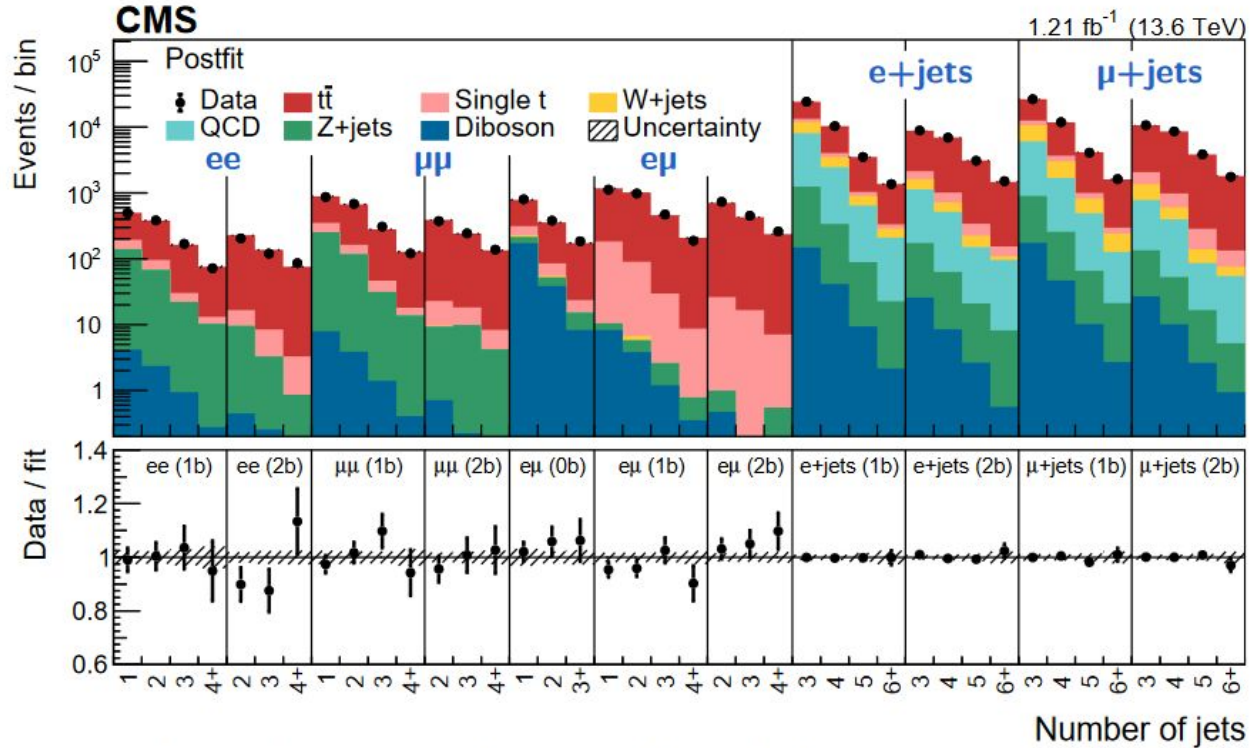 CMS 1.21 fb⁻¹ (13.6 TeV)
Postfit
Data tt̄ Single t W+jets
QCD Z+jets Diboson Uncertainty
ee μμ eμ e+jets μ+jets
Events / bin
10⁵
10⁴
10³
10²
10
1
Data / fit
1.4
1.2
1
0.8
0.6
ee (1b) ee (2b) μμ (1b) μμ (2b) eμ (0b) eμ (1b) eμ (2b) e+jets (1b) e+jets (2b) μ+jets (1b) μ+jets (2b)
1 2 3 4+ 2 3 4+ 1 2 3 4+ 2 3 4+ 1 2 3+ 1 2 3 4+ 2 3 4+ 3 4 5 6+ 3 4 5 6+ 3 4 5 6+ 3 4 5 6+
Number of jets